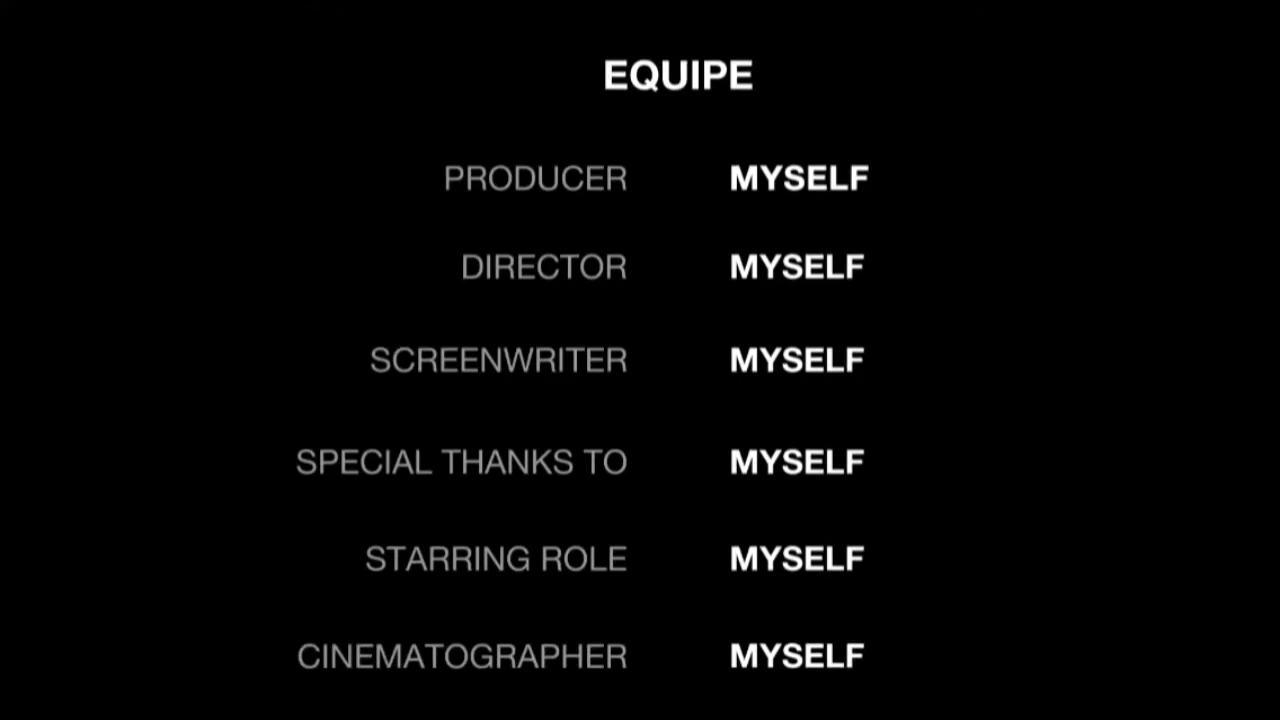 EQUIPE
PRODUCER MYSELF
DIRECTOR MYSELF
SCREENWRITER MYSELF
SPECIAL THANKS TO MYSELF
STARRING ROLE MYSELF
CINEMATOGRAPHER MYSELF